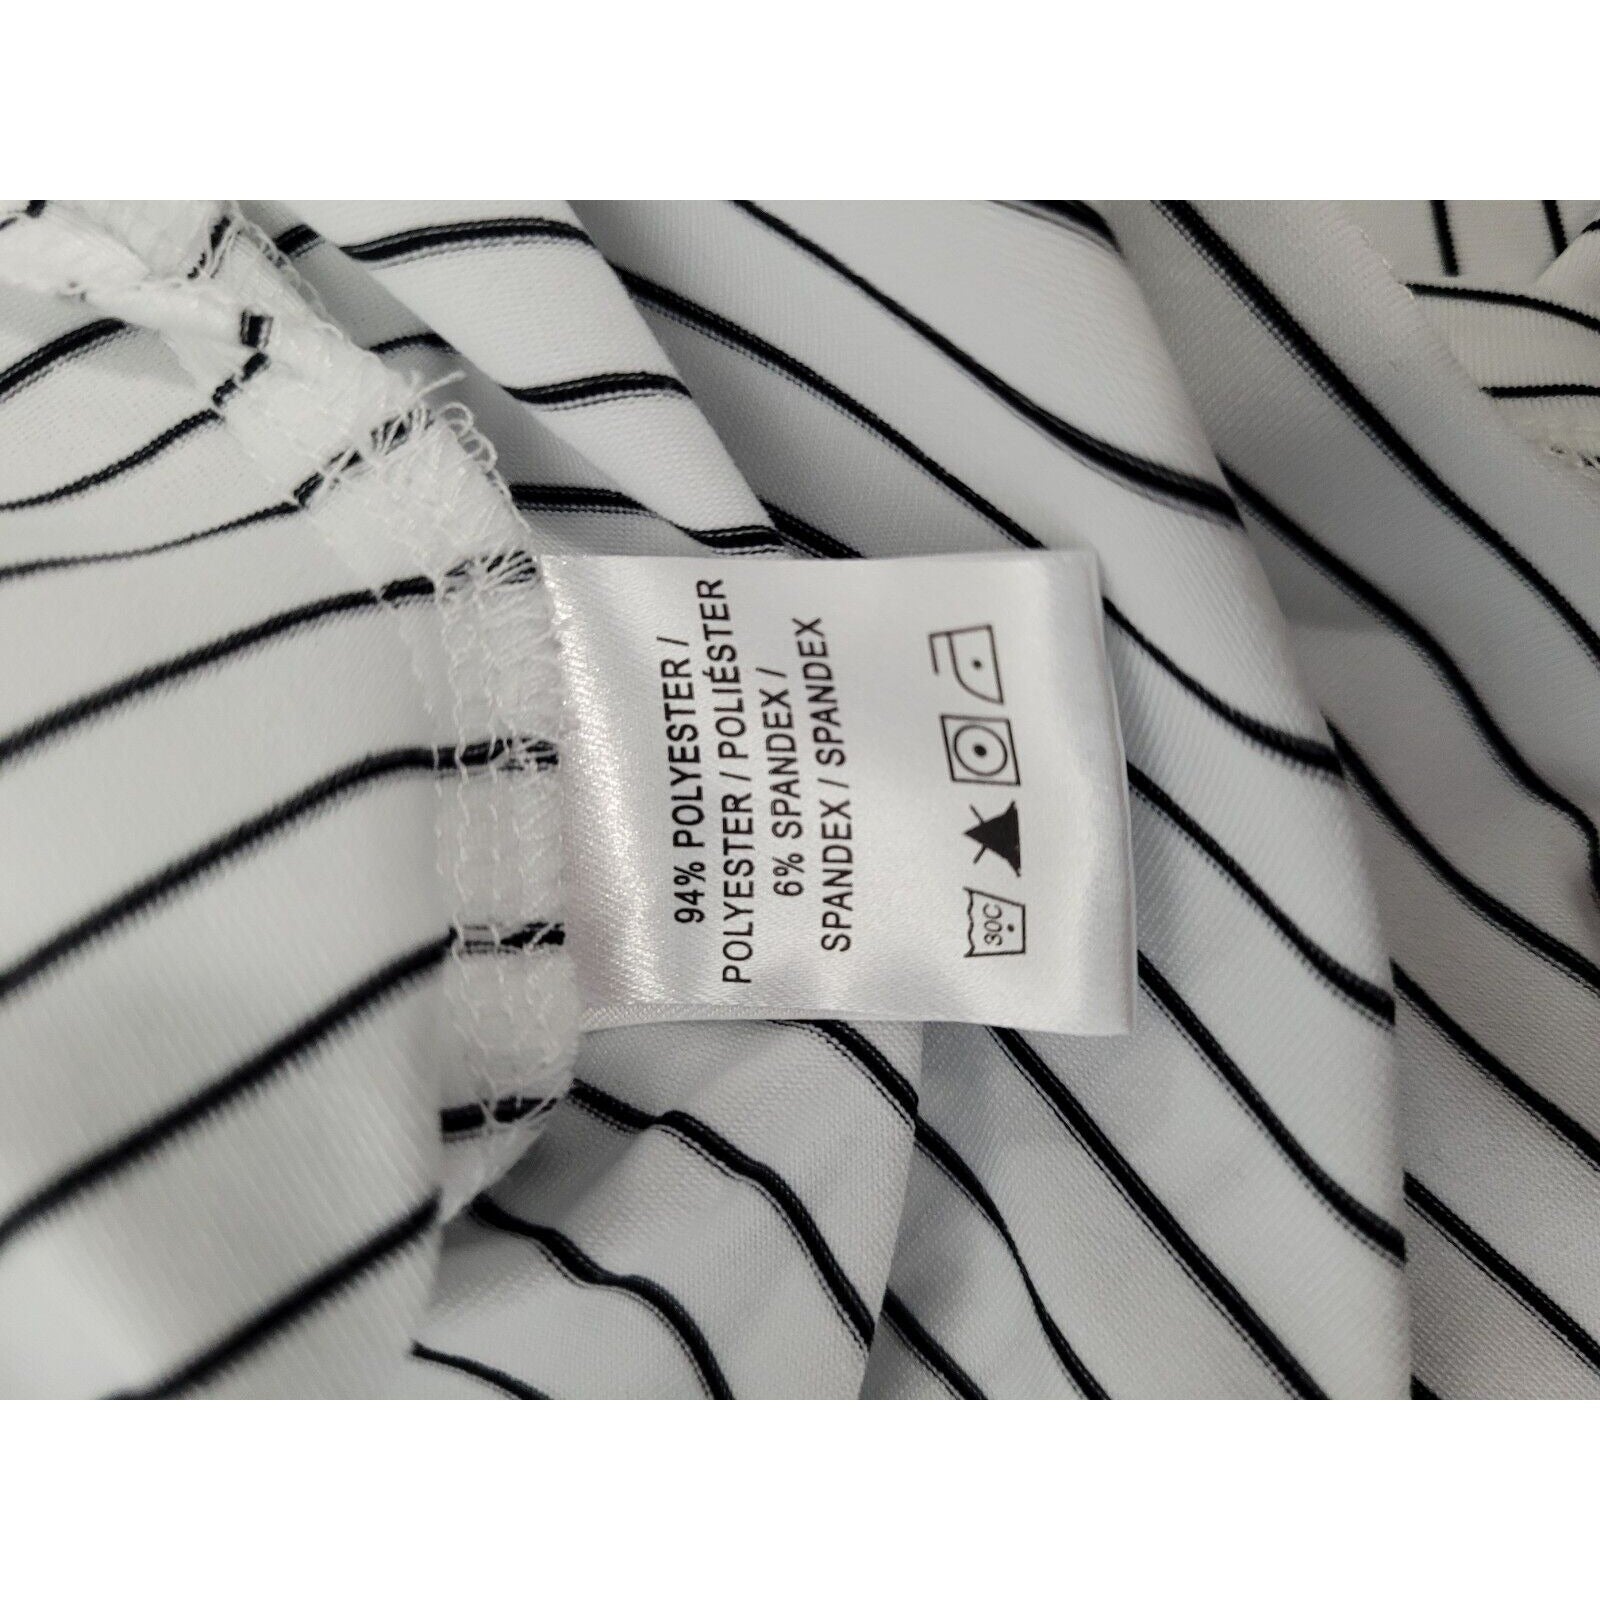 94% POLYESTER /
POLYESTER / POLIÉSTER
6% SPANDEX /
SPANDEX / SPANDEX
30C